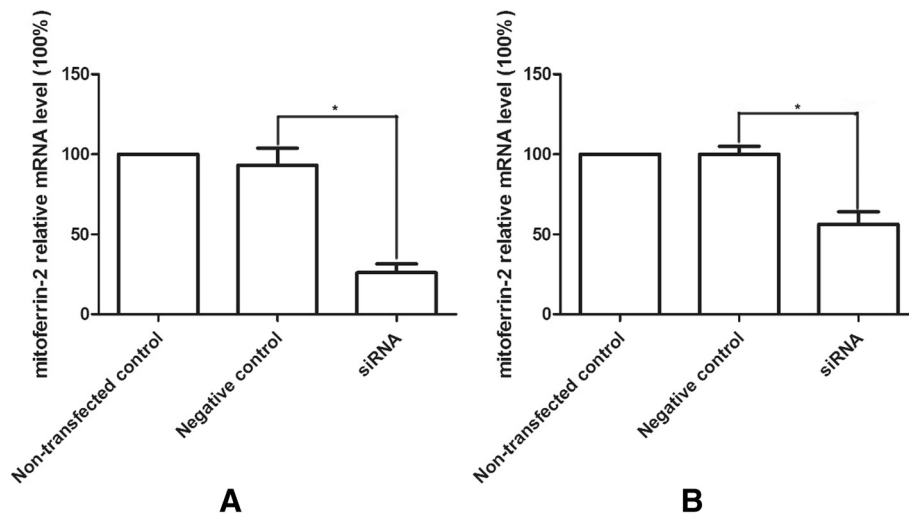 mitoferrin-2 relative mRNA level (100%)
150
100
50
0
*
Non-transfected control
Negative control
siRNA
A
mitoferrin-2 relative mRNA level (100%)
150
100
50
0
*
Non-transfected control
Negative control
siRNA
B